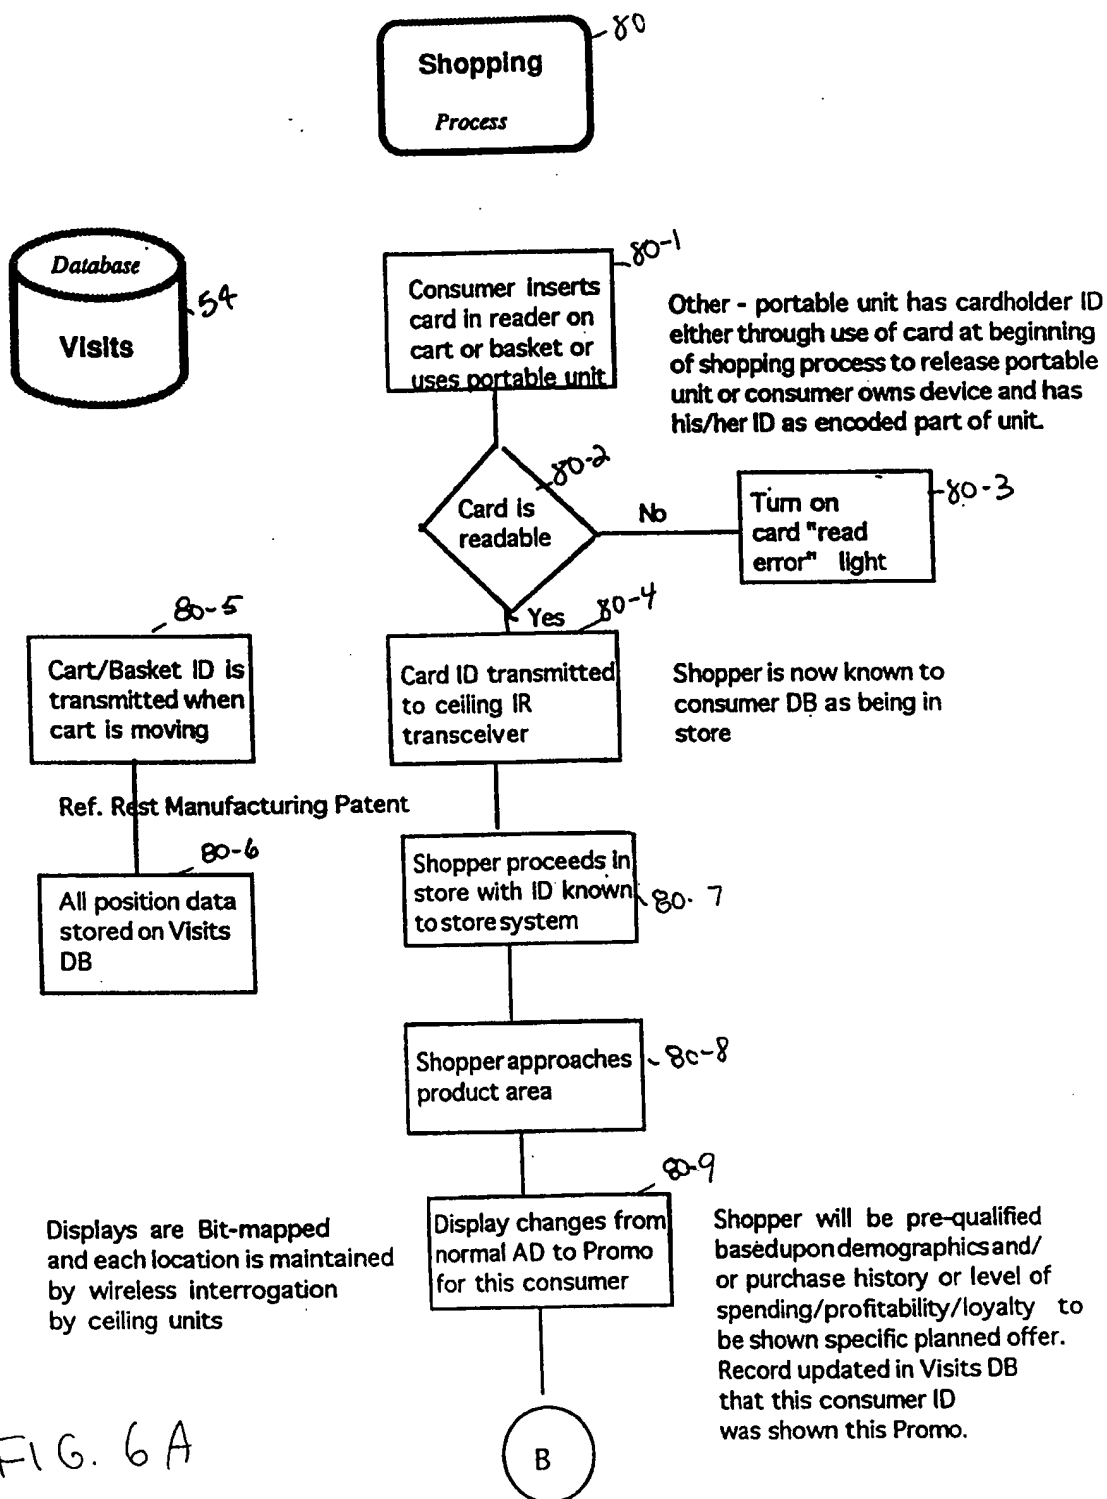 80
Shopping
Process
Database
Visits
54
80-1
Consumer inserts
card in reader on
cart or basket or
uses portable unit
Other - portable unit has cardholder ID
either through use of card at beginning
of shopping process to release portable
unit or consumer owns device and has
his/her ID as encoded part of unit.
80-2
Card is
readable
No
80-3
Turn on
card "read
error" light
Yes
80-4
80-5
Cart/Basket ID is
transmitted when
cart is moving
Card ID transmitted
to ceiling IR
transceiver
Shopper is now known to
consumer DB as being in
store
Ref. Rest Manufacturing Patent
80-6
All position data
stored on Visits
DB
Shopper proceeds in
store with ID known
to store system
80-7
Shopper approaches
product area
80-8
80-9
Displays are Bit-mapped
and each location is maintained
by wireless interrogation
by ceiling units
Display changes from
normal AD to Promo
for this consumer
Shopper will be pre-qualified
based upon demographics and/
or purchase history or level of
spending/profitability/loyalty to
be shown specific planned offer.
Record updated in Visits DB
that this consumer ID
was shown this Promo.
B
FIG. 6A